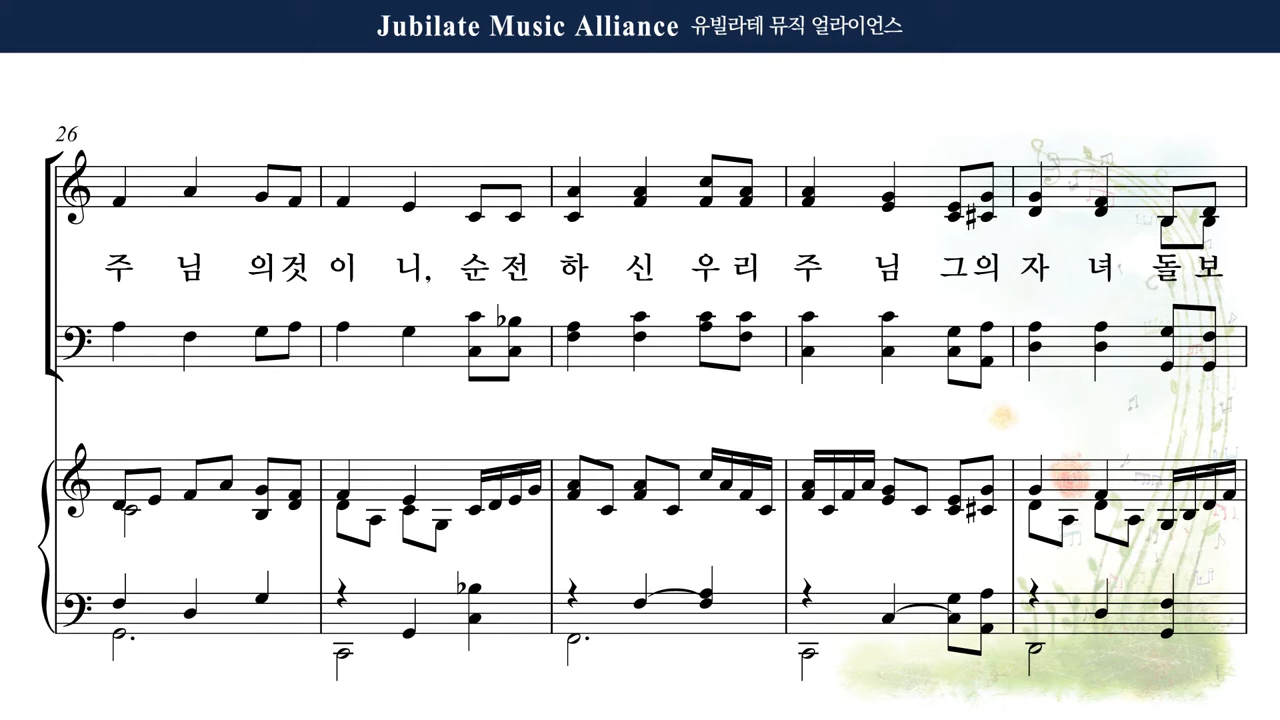 Jubilate Music Alliance 유빌라테 뮤직 얼라이언스
26
주 님 의것 이 니, 순전 하 신 우리 주 님 그의 자 녀 돌 보